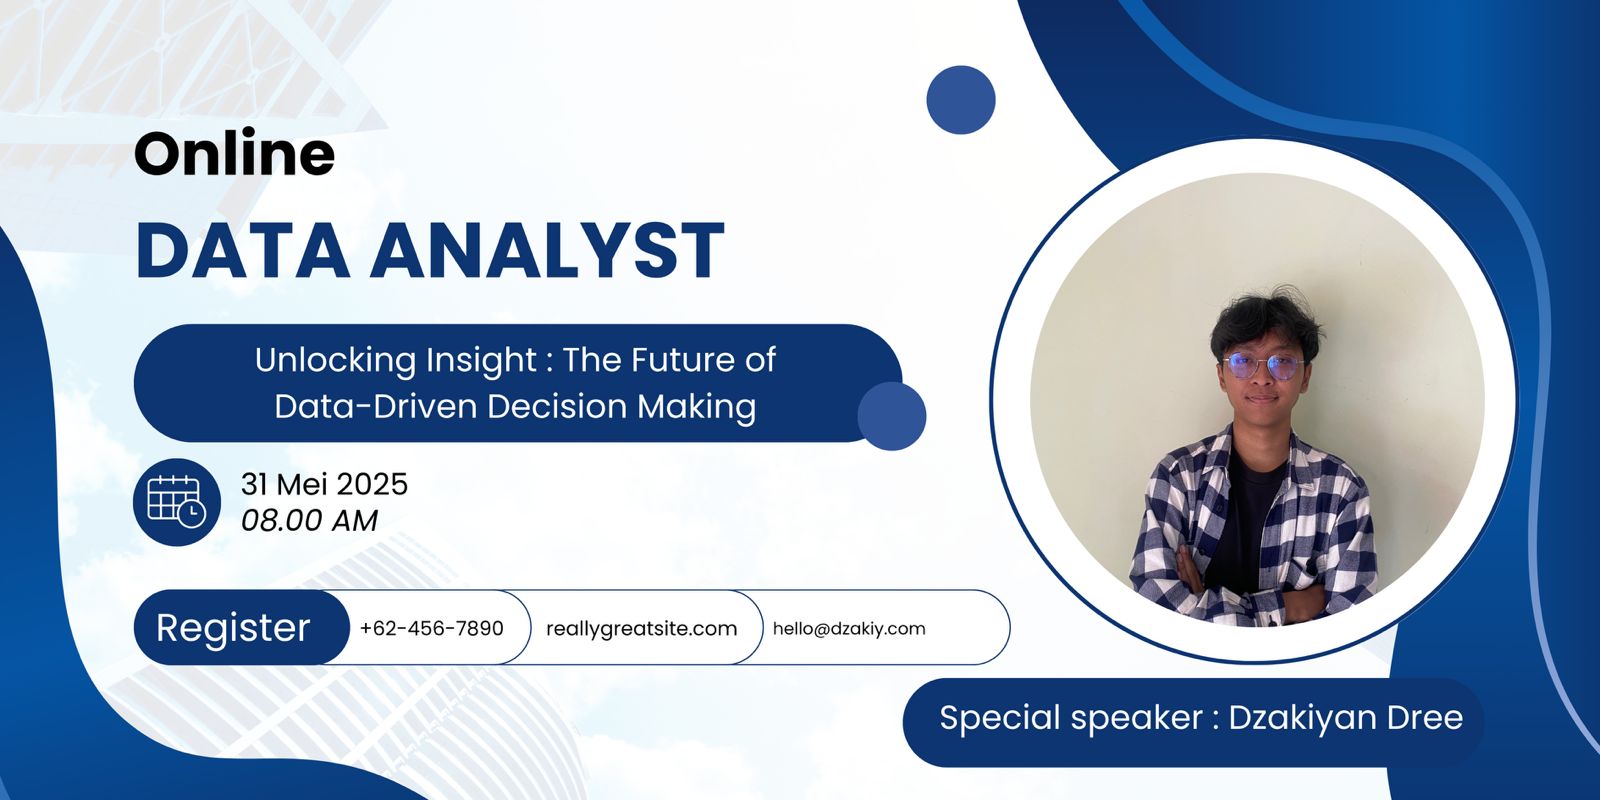 Online
DATA ANALYST
Unlocking Insight : The Future of
Data-Driven Decision Making
31 Mei 2025
08.00 AM
Register
+62-456-7890
reallygreatsite.com
hello@dzakiy.com
Special speaker : Dzakiyan Dree